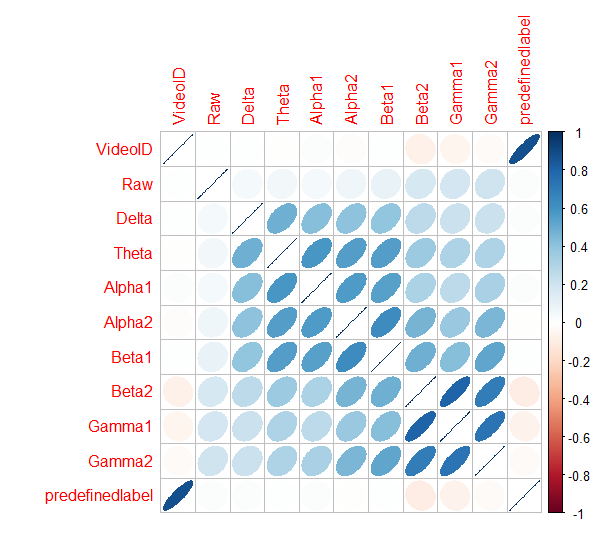 VideoID
Raw
Delta
Theta
Alpha1
Alpha2
Beta1
Beta2
Gamma1
Gamma2
predefinedlabel
VideoID
Raw
Delta
Theta
Alpha1
Alpha2
Beta1
Beta2
Gamma1
Gamma2
predefinedlabel
1
0.8
0.6
0.4
0.2
0
-0.2
-0.4
-0.6
-0.8
-1